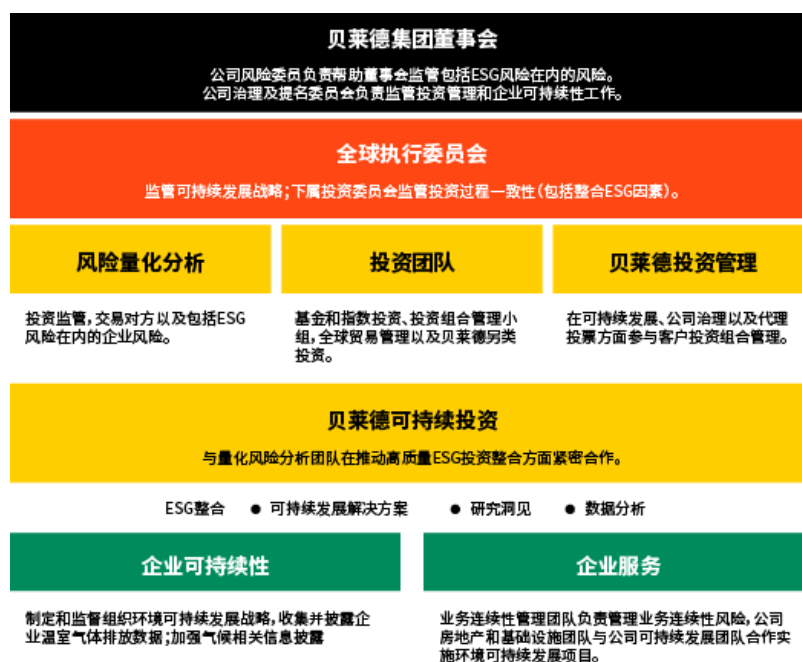 贝莱德集团董事会
公司风险委员负责帮助董事会监管包括ESG风险在内的风险。
公司治理及提名委员会负责监管投资管理和企业可持续性工作。
全球执行委员会
监管可持续发展战略;下属投资委员会监管投资过程一致性(包括整合ESG因素)。
风险量化分析
投资监管,交易对方以及包括ESG
风险在内的企业风险。
投资团队
基金和指数投资、投资组合管理小
组,全球贸易管理以及贝莱德另类
投资。
贝莱德投资管理
在可持续发展、公司治理以及代理
投票方面参与客户投资组合管理。
贝莱德可持续投资
与量化风险分析团队在推动高质量ESG投资整合方面紧密合作。
ESG整合 ● 可持续发展解决方案 ● 研究洞见 ● 数据分析
企业可持续性
制定和监督组织环境可持续发展战略,收集并披露企
业温室气体排放数据;加强气候相关信息披露
企业服务
业务连续性管理团队负责管理业务连续性风险,公司
房地产和基础设施团队与公司可持续发展团队合作实
施环境可持续发展项目。